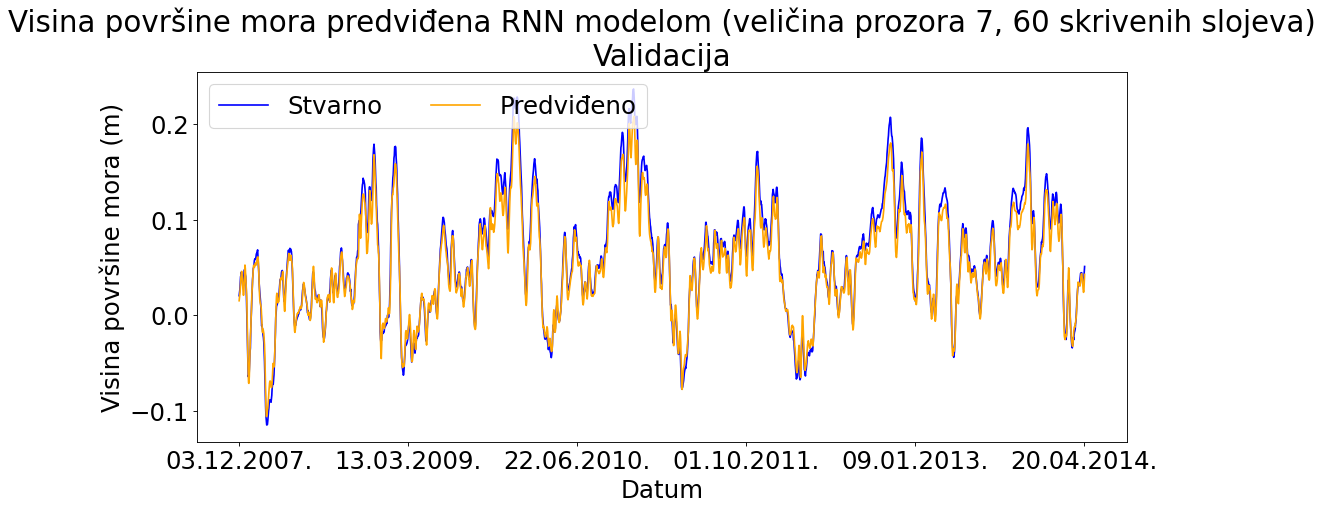 Visina površine mora predviđena RNN modelom (veličina prozora 7, 60 skrivenih slojeva)
Validacija
Stvarno
Predviđeno
Visina površine mora (m)
0.2
0.1
0.0
−0.1
03.12.2007.
13.03.2009.
22.06.2010.
01.10.2011.
09.01.2013.
20.04.2014.
Datum